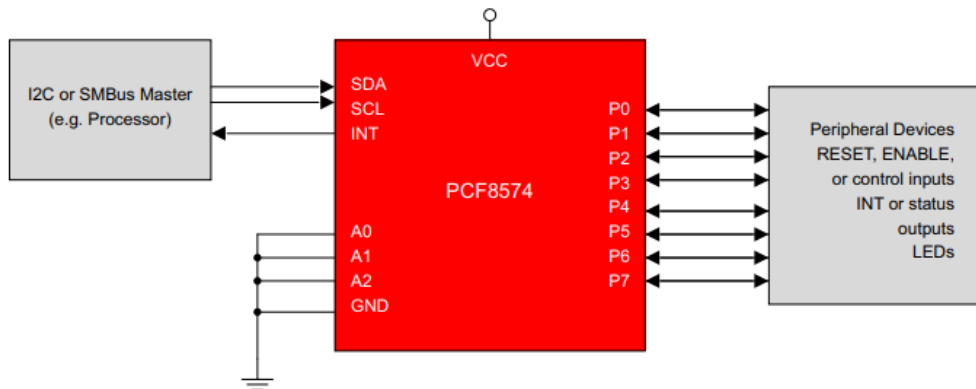 I2C or SMBus Master
(e.g. Processor)
VCC
SDA
SCL
INT
PCF8574
A0
A1
A2
GND
P0
P1
P2
P3
P4
P5
P6
P7
Peripheral Devices
RESET, ENABLE,
or control inputs
INT or status
outputs
LEDs